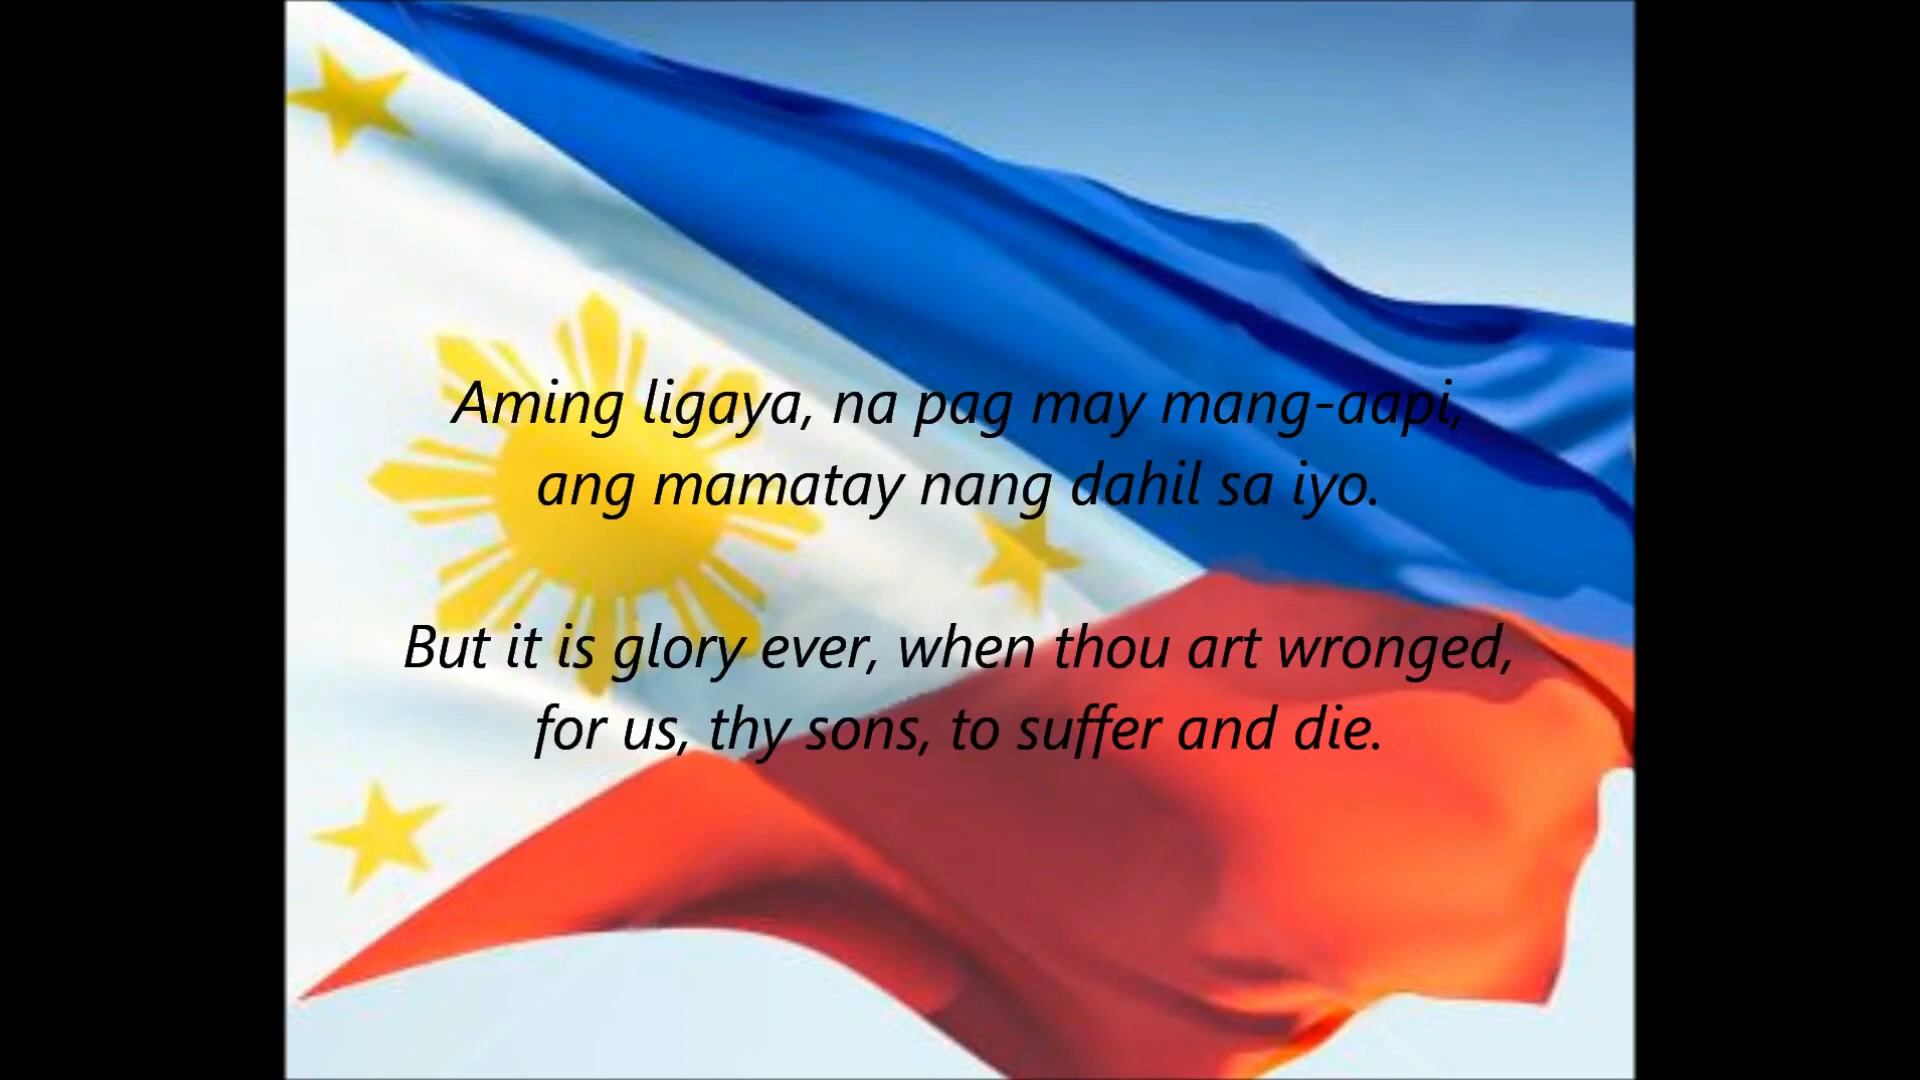 Aming ligaya, na pag may mang-aapi,
ang mamatay nang dahil sa iyo.
But it is glory ever, when thou art wronged,
for us, thy sons, to suffer and die.